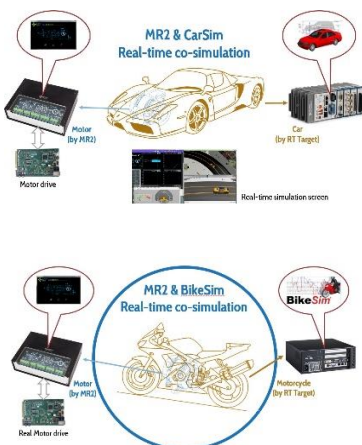 MR2 & CarSim
Real-time co-simulation
Motor
(by MR2)
Car
(by RT Target)
Motor drive
Real-time simulation screen
MR2 & BikeSim
Real-time co-simulation
BikeSim
Motor
(by MR2)
Motorcycle
(by RT Target)
Real Motor drive